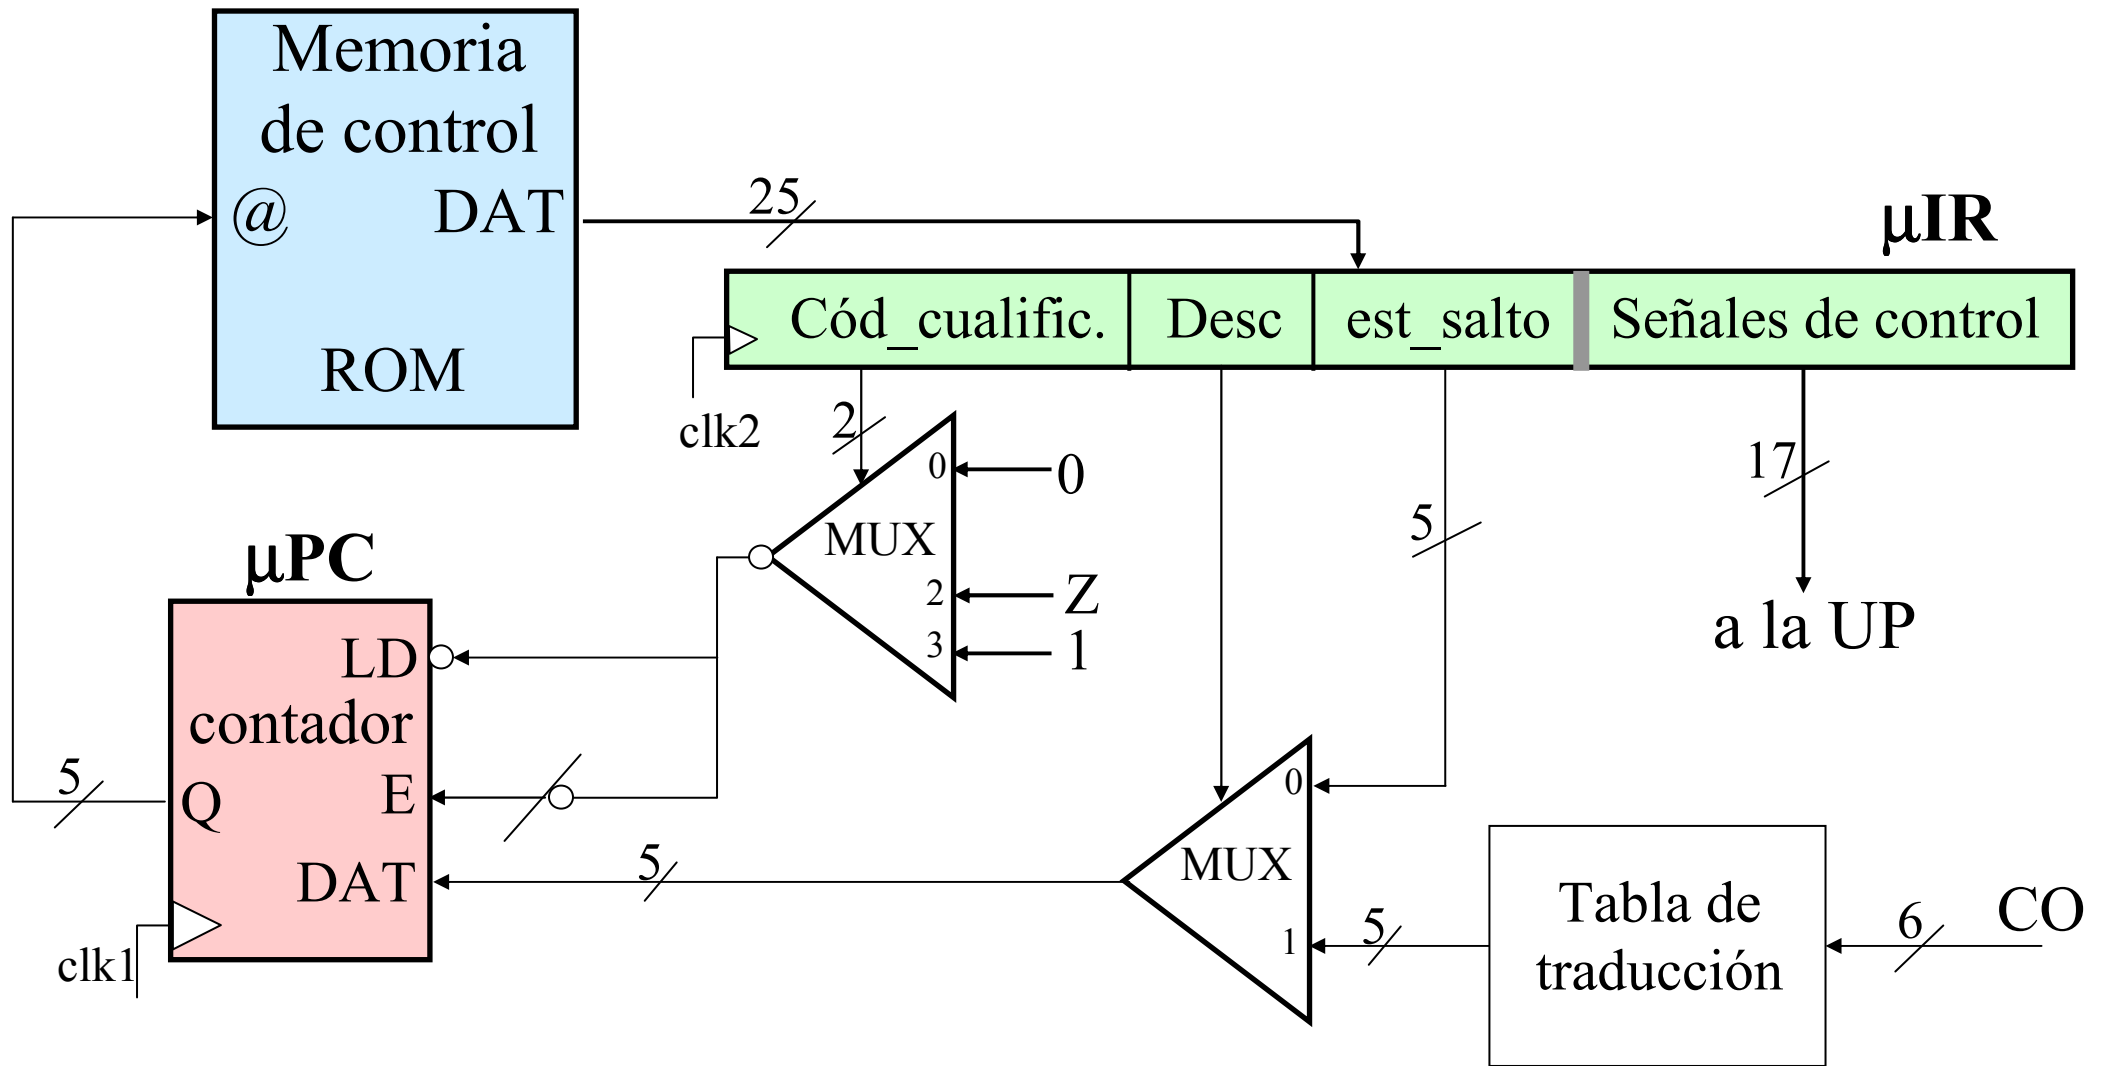 Memoria
de control
@ DAT
ROM
25
μIR
Cód_cualific. Desc est_salto Señales de control
clk2
2
0 0
MUX
2 Z
3 1
5
17
a la UP
μPC
LD
contador
5
Q E
DAT
clk1
5
0
MUX
1
5
Tabla de
traducción
6
CO